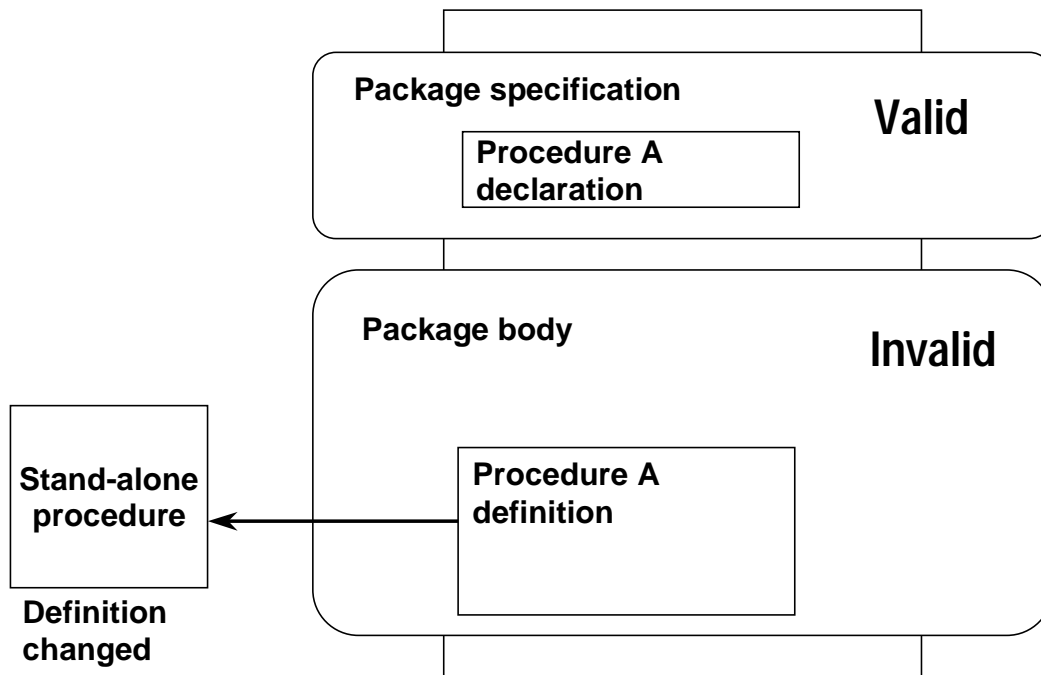 Package specification
Valid
Procedure A
declaration
Package body
Invalid
Stand-alone
procedure
Procedure A
definition
Definition
changed